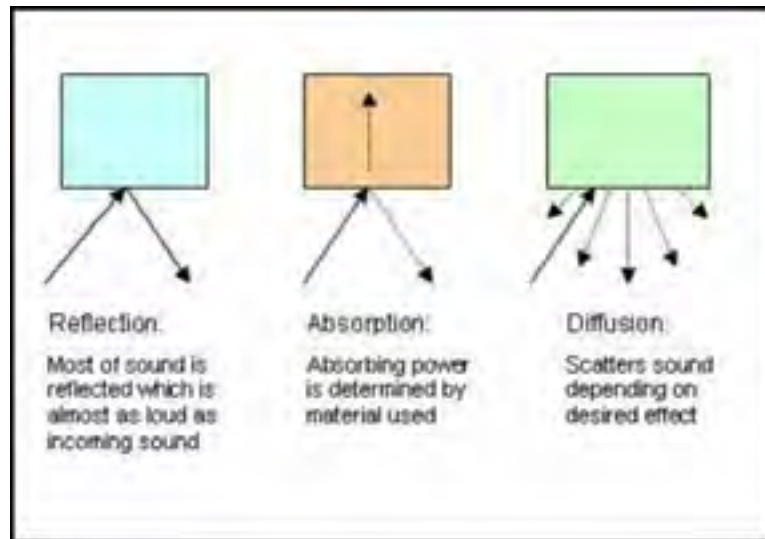 Reflection:
Most of sound is
reflected which is
almost as loud as
incoming sound
Absorption:
Absorbing power
is determined by
material used
Diffusion:
Scatters sound
depending on
desired effect